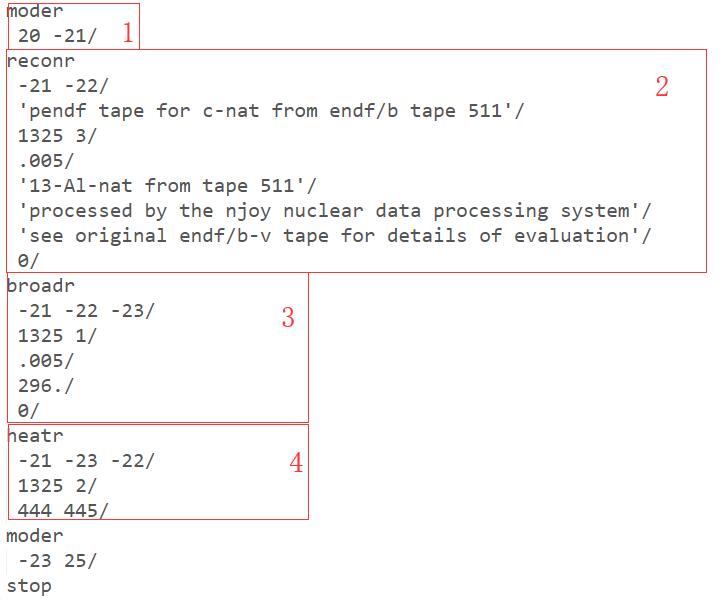 moder
20 -21/ 1
reconr
-21 -22/ 2
'pendf tape for c-nat from endf/b tape 511'/
1325 3/
.005/
'13-Al-nat from tape 511'/
'processed by the njoy nuclear data processing system'/
'see original endf/b-v tape for details of evaluation'/
0/
broadr
-21 -22 -23/ 3
1325 1/
.005/
296./
0/
heatr
-21 -23 -22/ 4
1325 2/
444 445/
moder
-23 25/
stop